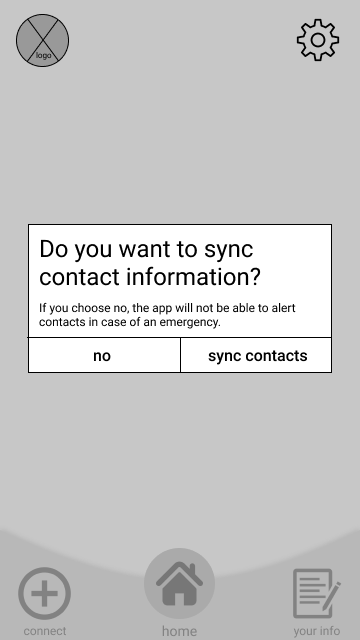 logo
Do you want to sync
contact information?
If you choose no, the app will not be able to alert
contacts in case of an emergency.
no
sync contacts
connect
home
your info